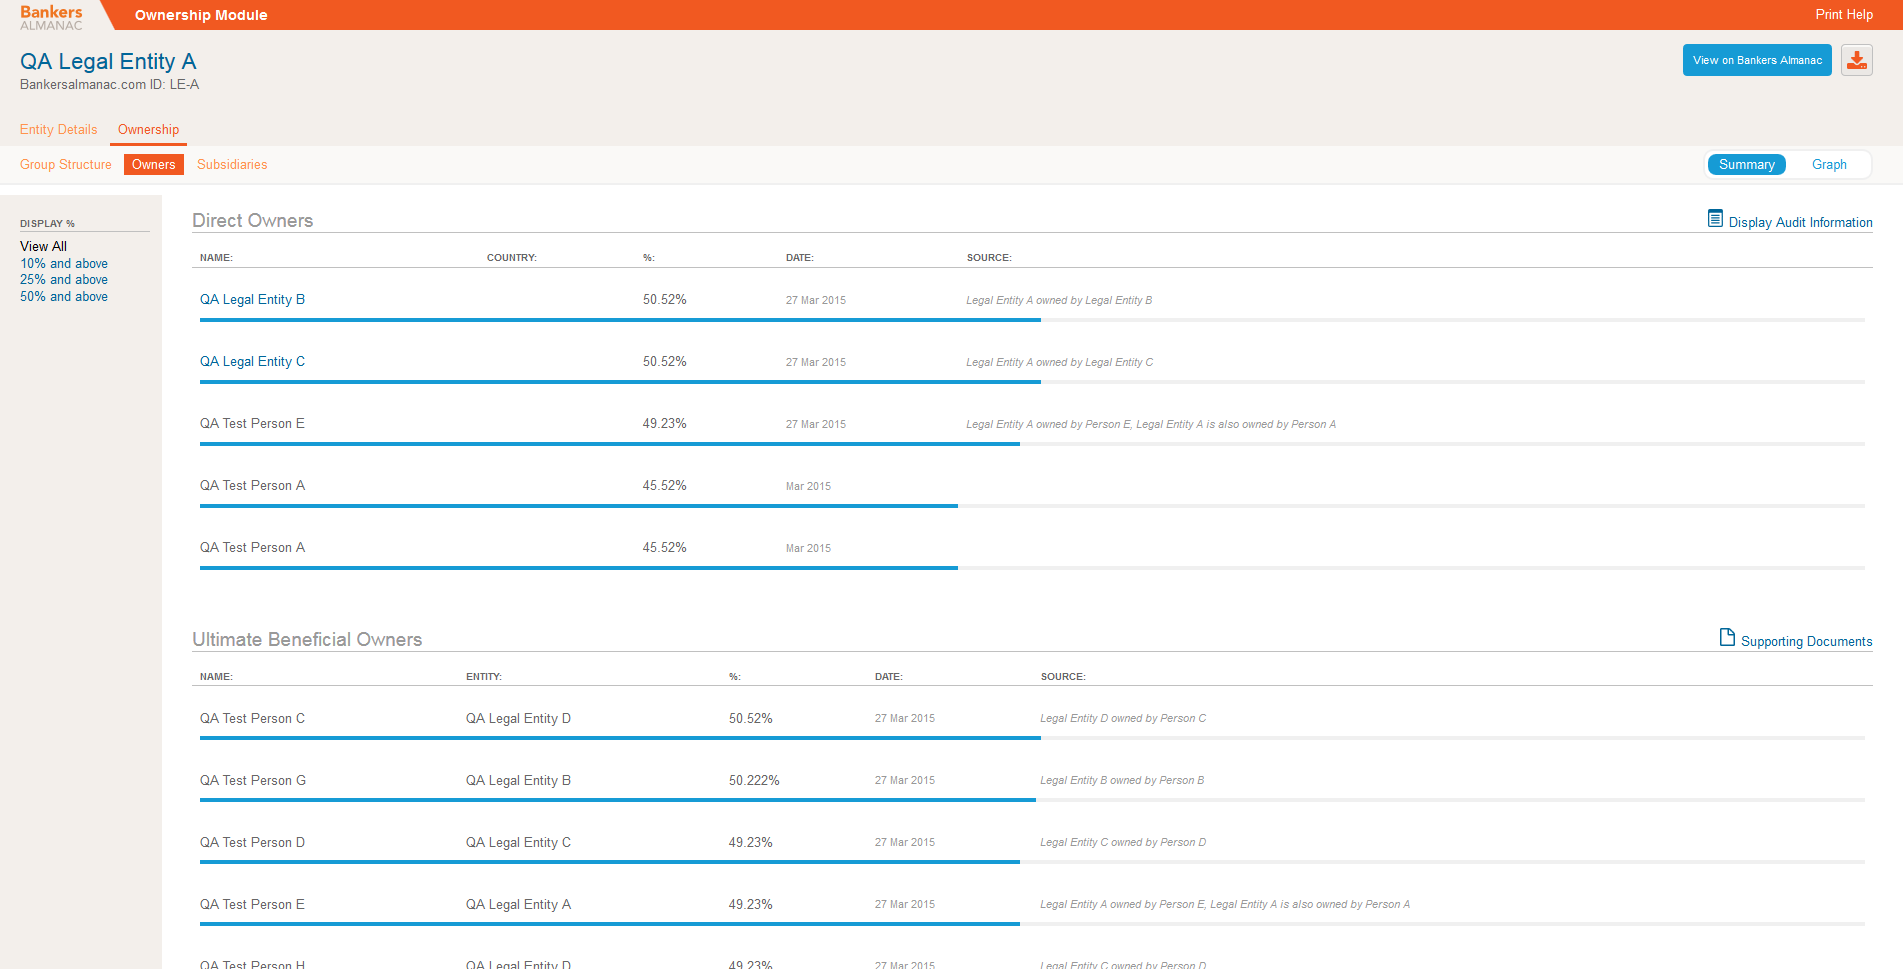 Bankers
ALMANAC
Ownership Module
Print Help
QA Legal Entity A
Bankersalmanac.com ID: LE-A
View on Bankers Almanac
Entity Details Ownership
Group Structure Owners Subsidiaries
Summary Graph
DISPLAY %
View All
10% and above
25% and above
50% and above
Direct Owners
Display Audit Information
NAME: COUNTRY: %: DATE: SOURCE:
QA Legal Entity B 50.52% 27 Mar 2015 Legal Entity A owned by Legal Entity B
QA Legal Entity C 50.52% 27 Mar 2015 Legal Entity A owned by Legal Entity C
QA Test Person E 49.23% 27 Mar 2015 Legal Entity A owned by Person E, Legal Entity A is also owned by Person A
QA Test Person A 45.52% Mar 2015
QA Test Person A 45.52% Mar 2015
Ultimate Beneficial Owners
Supporting Documents
NAME: ENTITY: %: DATE: SOURCE:
QA Test Person C QA Legal Entity D 50.52% 27 Mar 2015 Legal Entity D owned by Person C
QA Test Person G QA Legal Entity B 50.222% 27 Mar 2015 Legal Entity B owned by Person B
QA Test Person D QA Legal Entity C 49.23% 27 Mar 2015 Legal Entity C owned by Person D
QA Test Person E QA Legal Entity A 49.23% 27 Mar 2015 Legal Entity A owned by Person E, Legal Entity A is also owned by Person A
QA Test Person H QA Legal Entity D 49.23% 27 Mar 2015 Legal Entity C owned by Person D